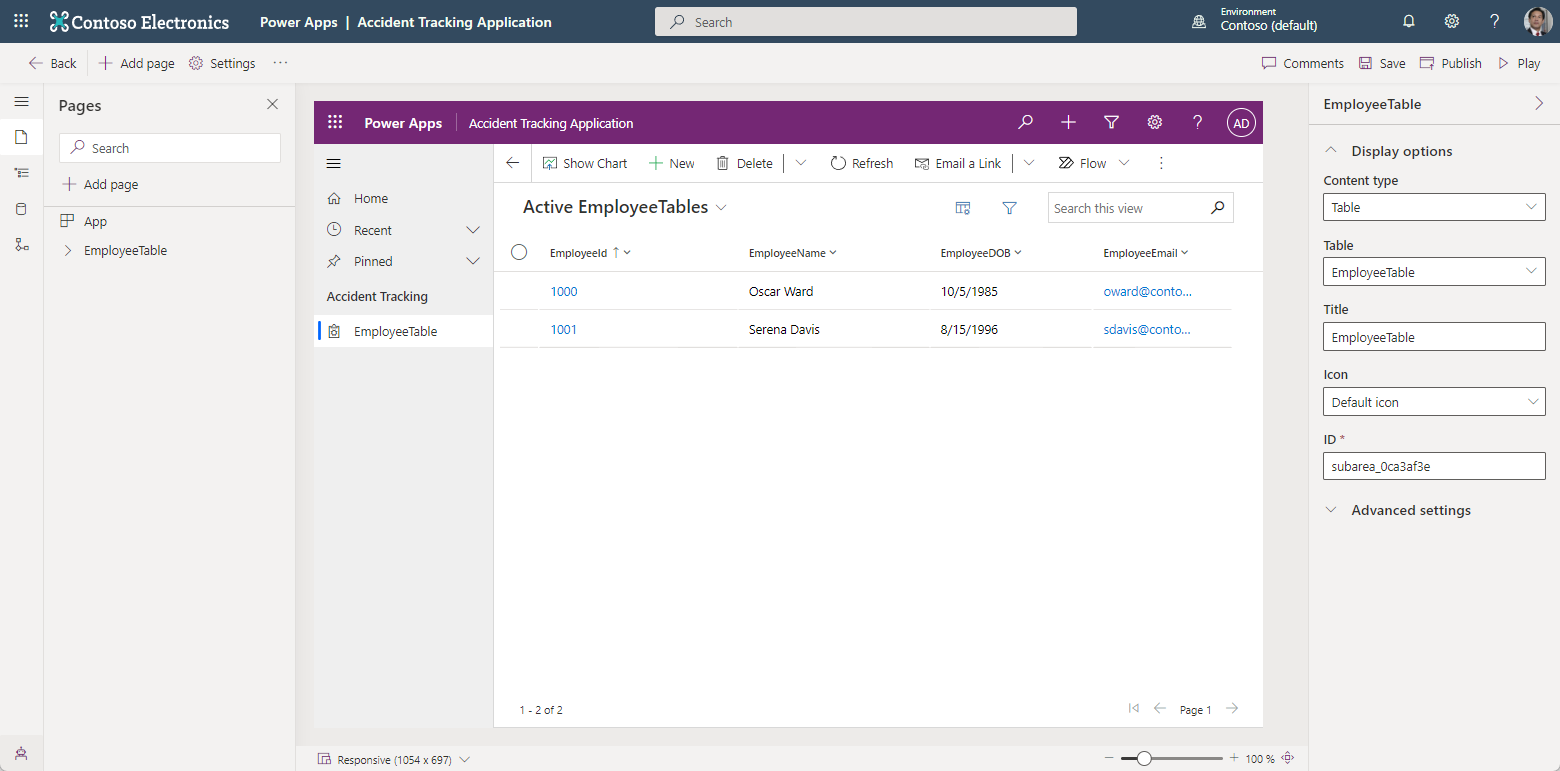 Contoso Electronics
Power Apps | Accident Tracking Application
Search
Environment
Contoso (default)
?
Back
Add page
Settings
...
Comments
Save
Publish
Play
Pages
Search
Add page
App
EmployeeTable
Power Apps
Accident Tracking Application
?
AD
Home
Recent
Pinned
Accident Tracking
EmployeeTable
Show Chart
New
Delete
Refresh
Email a Link
Flow
Active EmployeeTables
Search this view
EmployeeId EmployeeName EmployeeDOB EmployeeEmail
1000 Oscar Ward 10/5/1985 oward@conto...
1001 Serena Davis 8/15/1996 sdavis@conto...
1 - 2 of 2
Page 1
Responsive (1054 x 697)
100 %
EmployeeTable
Display options
Content type
Table
Table
EmployeeTable
Title
EmployeeTable
Icon
Default icon
ID *
subarea_0ca3af3e
Advanced settings